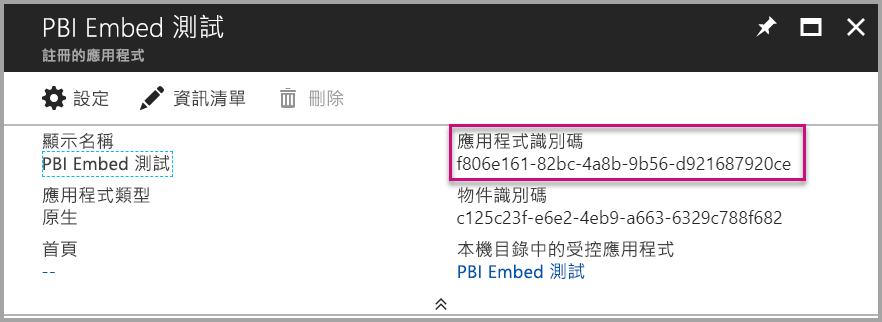 PBI Embed 測試
註冊的應用程式
設定
資訊清單
刪除
顯示名稱
PBI Embed 測試
應用程式識別碼
f806e161-82bc-4a8b-9b56-d921687920ce
應用程式類型
原生
物件識別碼
c125c23f-e6e2-4eb9-a663-6329c788f682
首頁
--
本機目錄中的受控應用程式
PBI Embed 測試